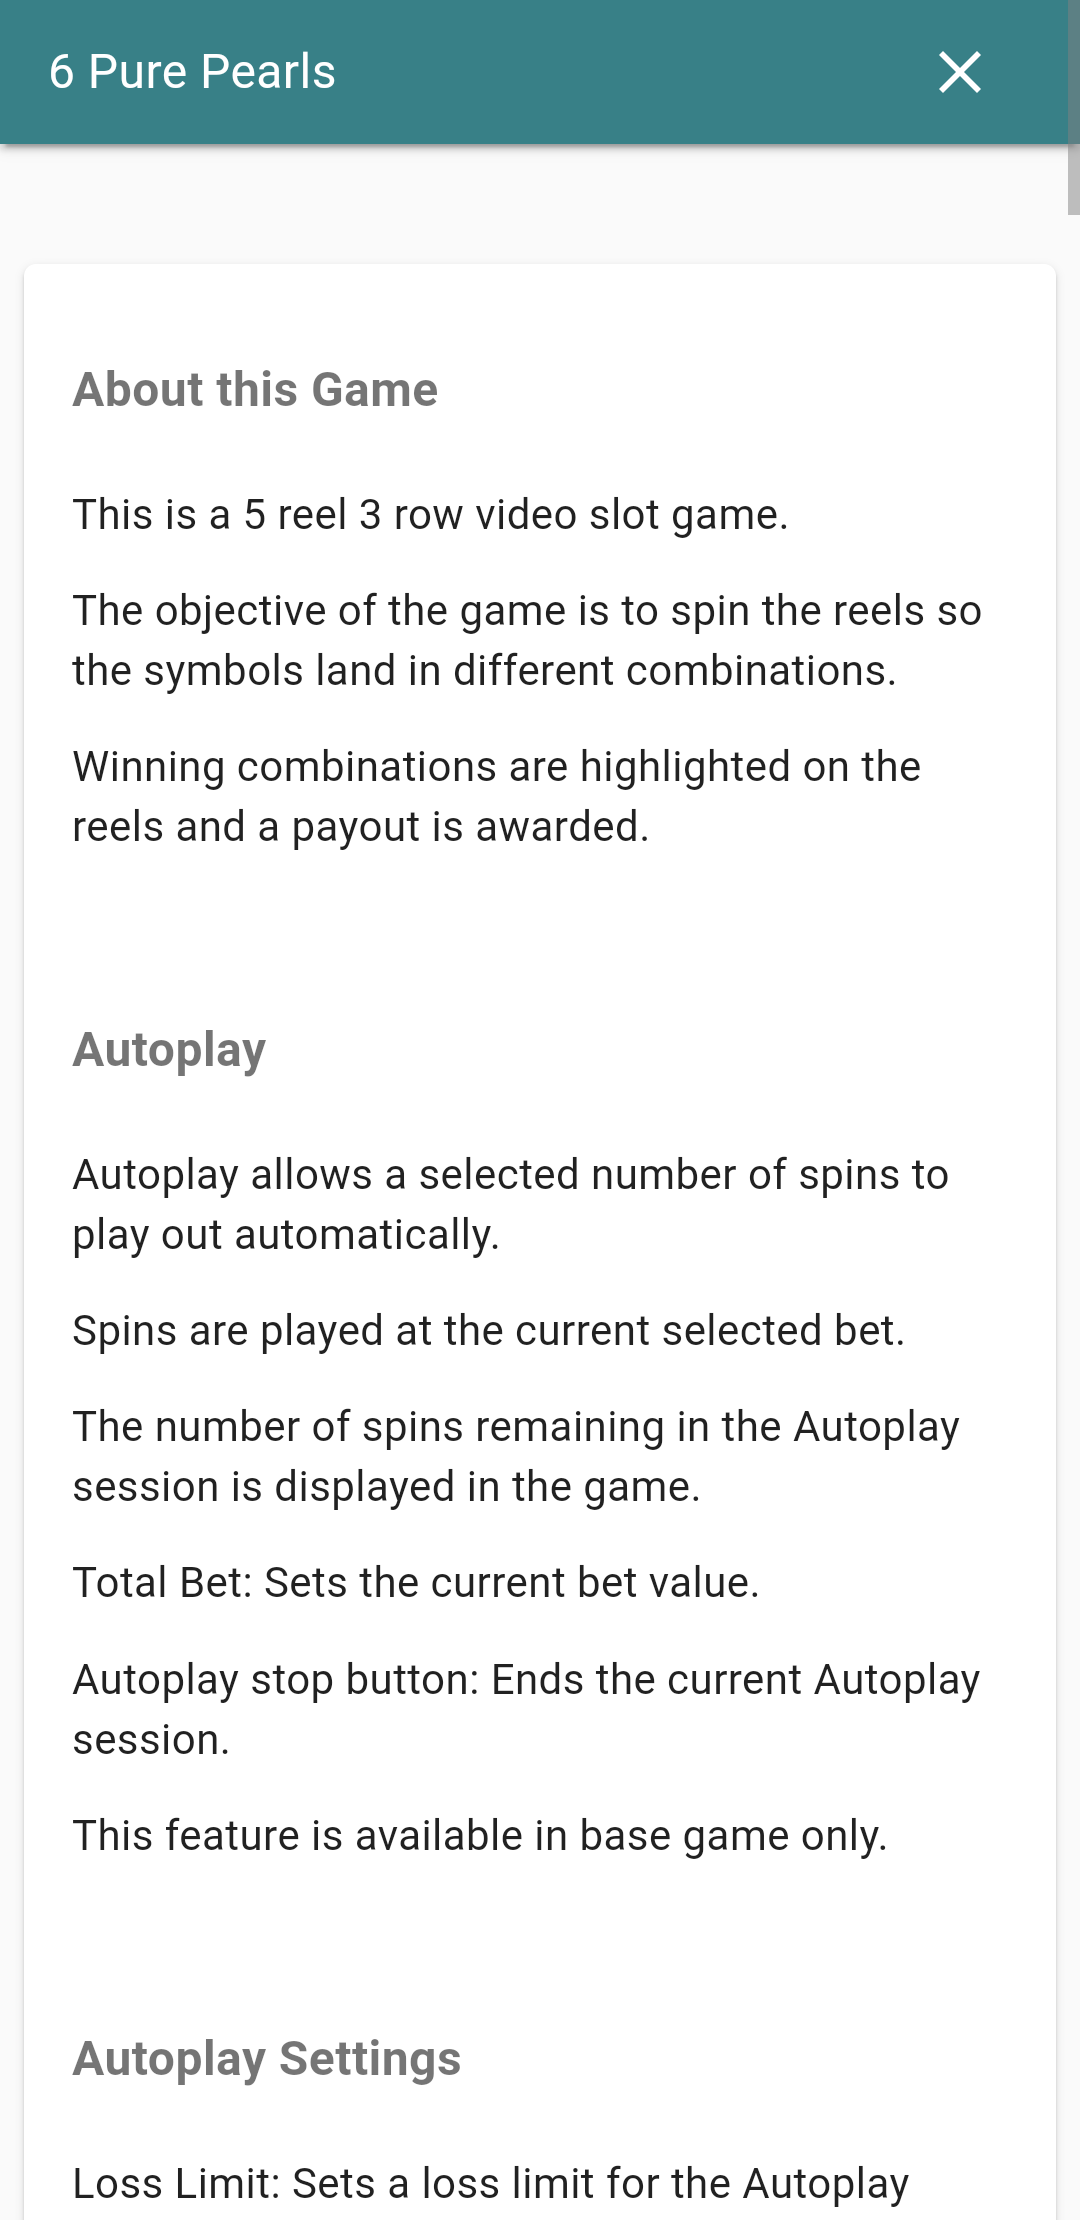 6 Pure Pearls
About this Game
This is a 5 reel 3 row video slot game.
The objective of the game is to spin the reels so
the symbols land in different combinations.
Winning combinations are highlighted on the
reels and a payout is awarded.
Autoplay
Autoplay allows a selected number of spins to
play out automatically.
Spins are played at the current selected bet.
The number of spins remaining in the Autoplay
session is displayed in the game.
Total Bet: Sets the current bet value.
Autoplay stop button: Ends the current Autoplay
session.
This feature is available in base game only.
Autoplay Settings
Loss Limit: Sets a loss limit for the Autoplay